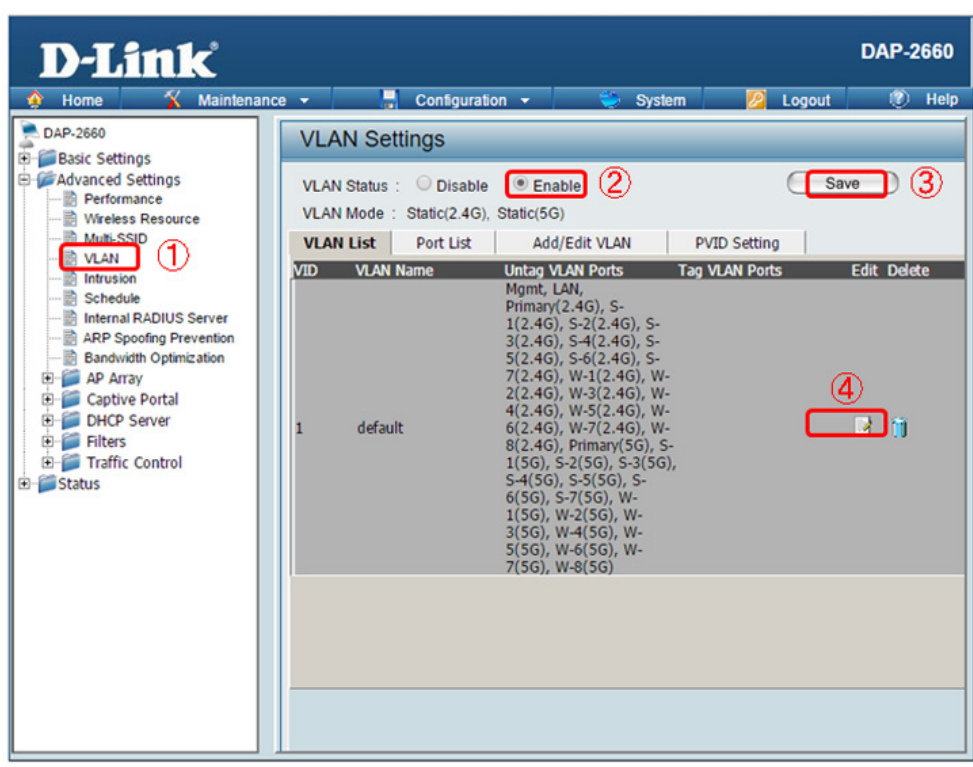 D-Link
DAP-2660
Home Maintenance Configuration System Logout Help
DAP-2660
Basic Settings
Advanced Settings
Performance
Wireless Resource
Multi-SSID
VLAN
①
Intrusion
Schedule
Internal RADIUS Server
ARP Spoofing Prevention
Bandwidth Optimization
AP Array
Captive Portal
DHCP Server
Filters
Traffic Control
Status
VLAN Settings
VLAN Status : Disable Enable ② Save ③
VLAN Mode : Static(2.4G), Static(5G)
VLAN List Port List Add/Edit VLAN PVID Setting
VID VLAN Name Untag VLAN Ports Tag VLAN Ports Edit Delete
Mgmt, LAN,
Primary(2.4G), S-
1(2.4G), S-2(2.4G), S-
3(2.4G), S-4(2.4G), S-
5(2.4G), S-6(2.4G), S-
7(2.4G), W-1(2.4G), W-
2(2.4G), W-3(2.4G), W-
④
4(2.4G), W-5(2.4G), W-
1 default 6(2.4G), W-7(2.4G), W-
8(2.4G), Primary(5G), S-
1(5G), S-2(5G), S-3(5G),
S-4(5G), S-5(5G), S-
6(5G), S-7(5G), W-
1(5G), W-2(5G), W-
3(5G), W-4(5G), W-
5(5G), W-6(5G), W-
7(5G), W-8(5G)